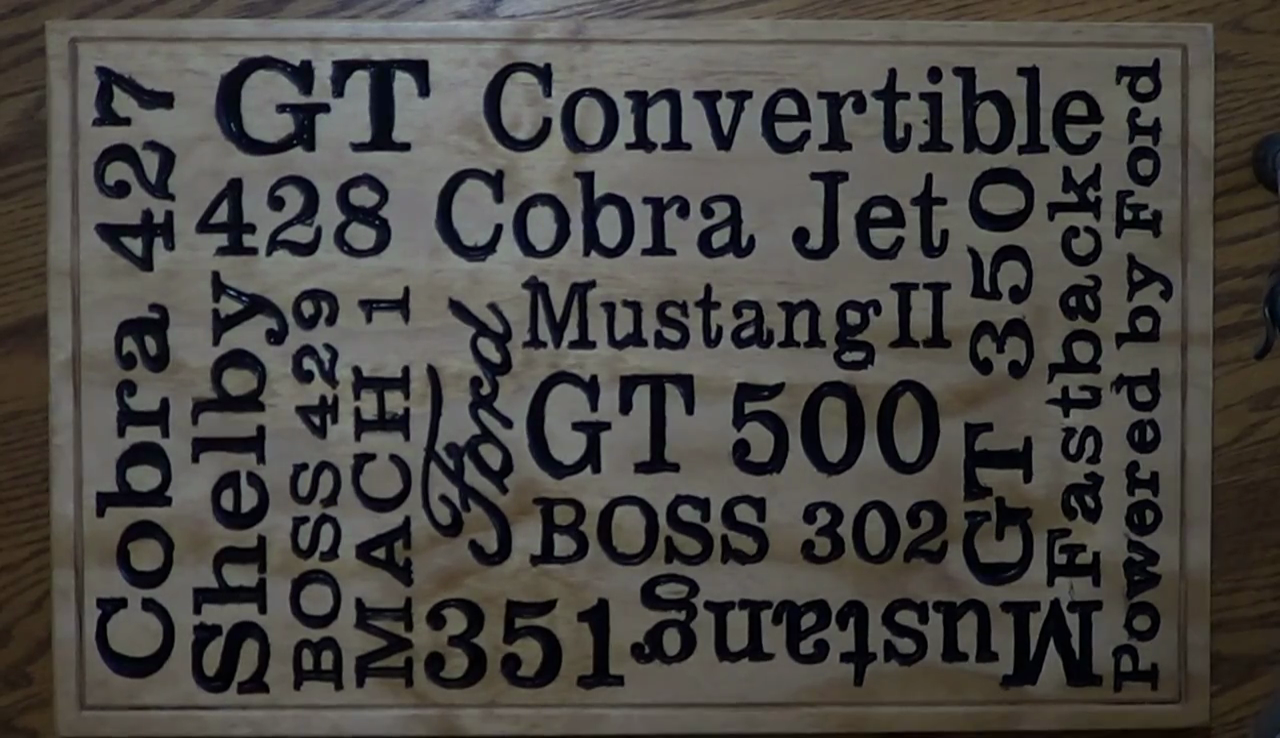 Cobra 427
GT Convertible
428 Cobra Jet
Shelby
BOSS 429
MACH 1
Ford
Mustang II
GT 500
BOSS 302
351
Mustang
GT 350
Fastback
Powered by Ford